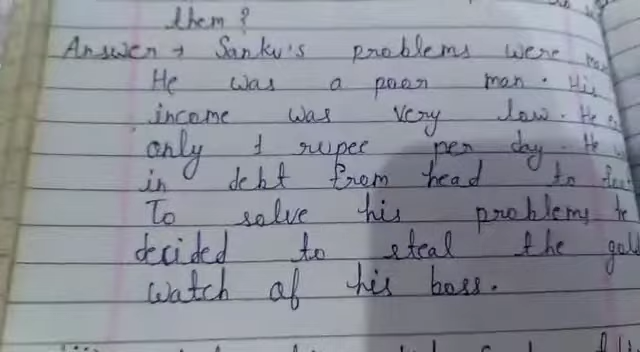 them ?
Answer → Sanku's problems were
He was a poor man. His
income was very low. He
only 1 rupee per day. He
in debt from head to
To solve his problems he
decided to steal the gold
watch of his boss.